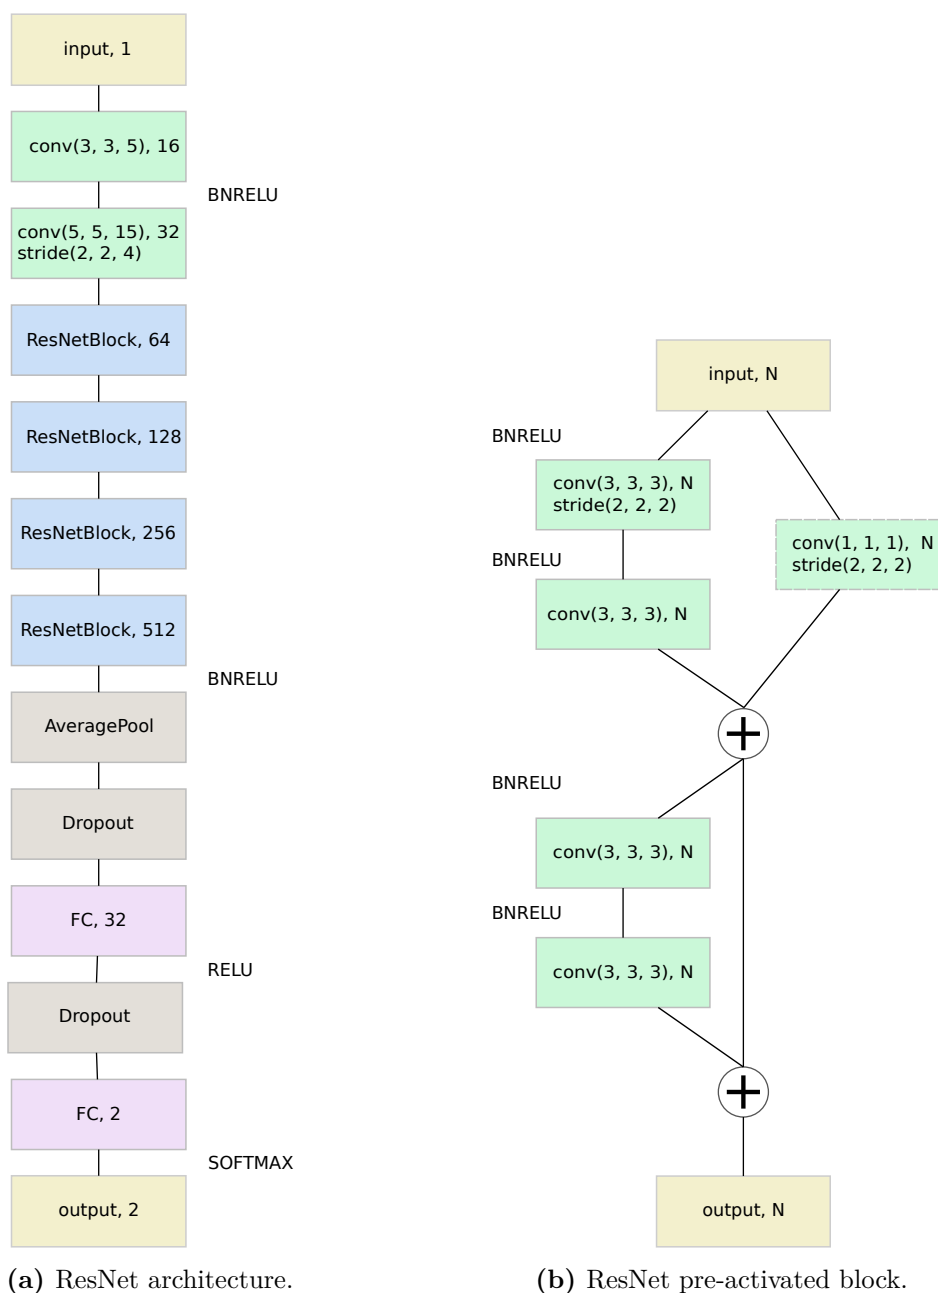 input, 1
conv(3, 3, 5), 16
BNRELU
conv(5, 5, 15), 32
stride(2, 2, 4)
ResNetBlock, 64
ResNetBlock, 128
ResNetBlock, 256
ResNetBlock, 512
BNRELU
AveragePool
Dropout
FC, 32
RELU
Dropout
FC, 2
SOFTMAX
output, 2
(a) ResNet architecture.
input, N
BNRELU
conv(3, 3, 3), N
stride(2, 2, 2)
conv(1, 1, 1), N
stride(2, 2, 2)
BNRELU
conv(3, 3, 3), N
BNRELU
conv(3, 3, 3), N
BNRELU
conv(3, 3, 3), N
output, N
(b) ResNet pre-activated block.